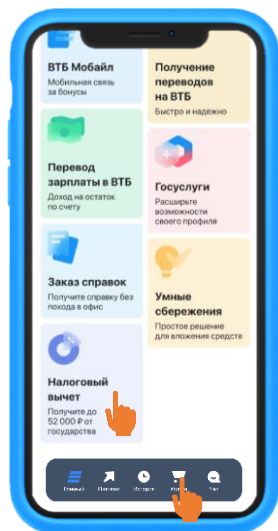 ВТБ Мобайл
Мобильная связь
за бонусы
Получение
переводов
на ВТБ
Быстро и надежно
Перевод
зарплаты в ВТБ
Доход на остаток
по счету
Госуслуги
Расширьте
возможности
своего профиля
Заказ справок
Получите справку без
похода в офис
Умные
сбережения
Простое решение
для вложения средств
Налоговый
вычет
Получите до
52 000 ₽ от
государства
Главный
Платежи
История
Чат